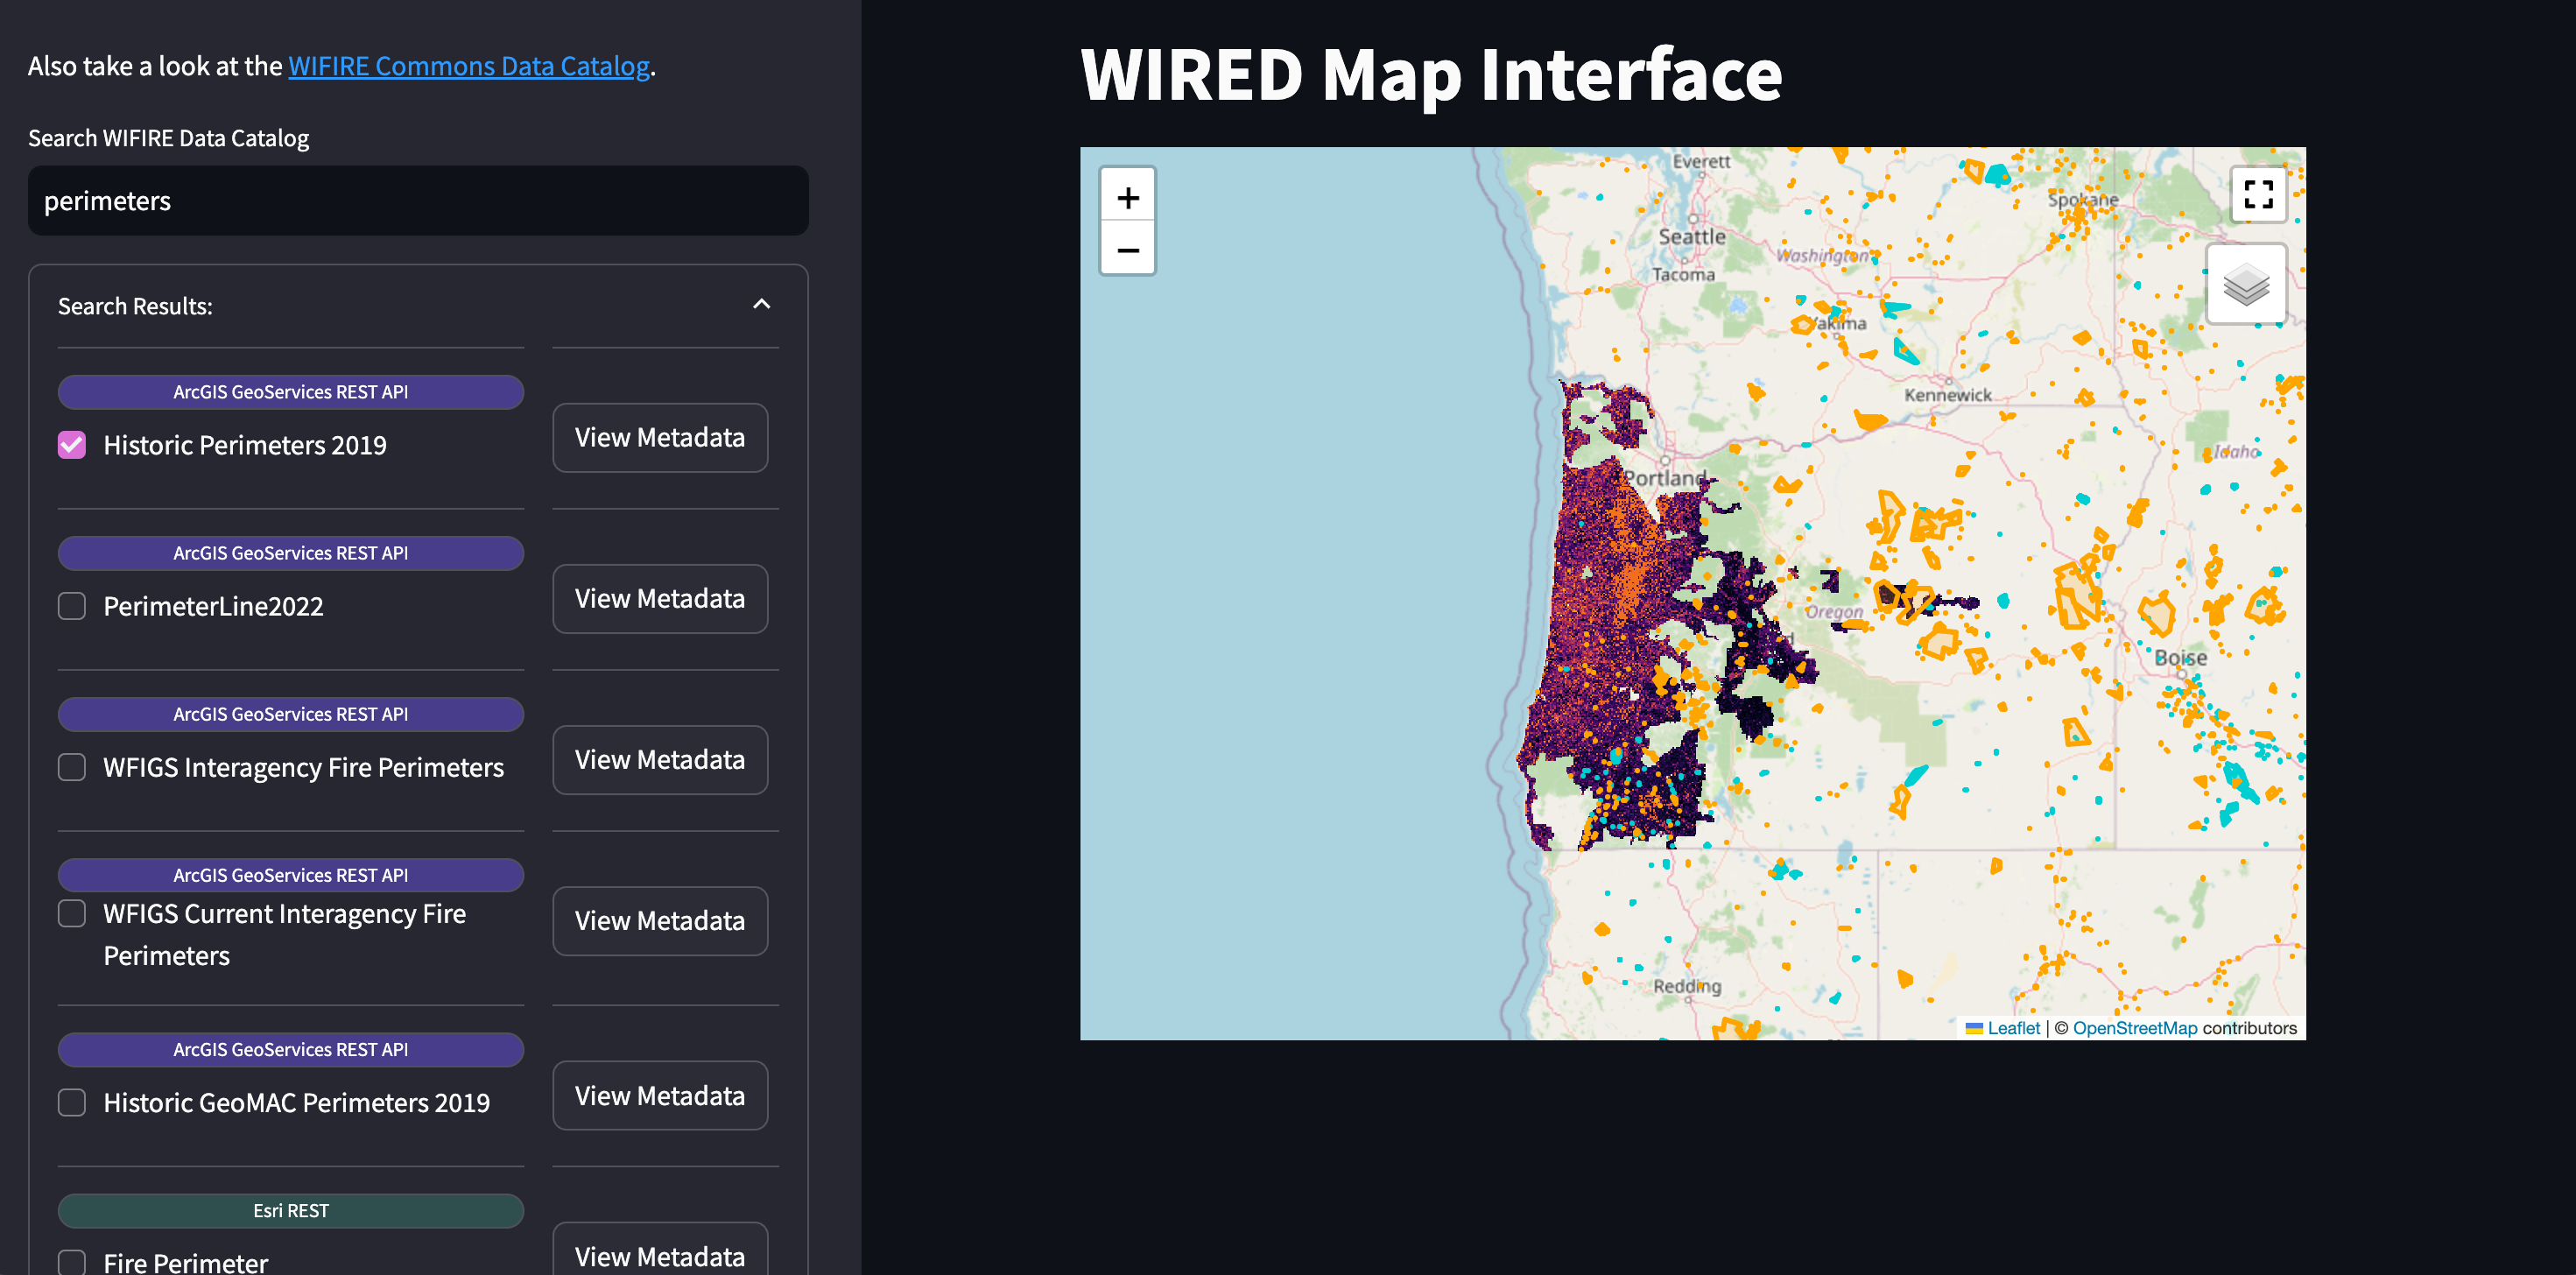 Also take a look at the WIFIRE Commons Data Catalog.
Search WIFIRE Data Catalog
perimeters
Search Results:
ArcGIS GeoServices REST API
Historic Perimeters 2019
View Metadata
ArcGIS GeoServices REST API
PerimeterLine2022
View Metadata
ArcGIS GeoServices REST API
WFIGS Interagency Fire Perimeters
View Metadata
ArcGIS GeoServices REST API
WFIGS Current Interagency Fire
Perimeters
View Metadata
ArcGIS GeoServices REST API
Historic GeoMAC Perimeters 2019
View Metadata
Esri REST
Fire Perimeter
View Metadata
WIRED Map Interface
+
−
Everett
Spokane
Seattle
Washington
Tacoma
Yakima
Kennewick
Idaho
Portland
Oregon
Boise
Redding
Leaflet | © OpenStreetMap contributors